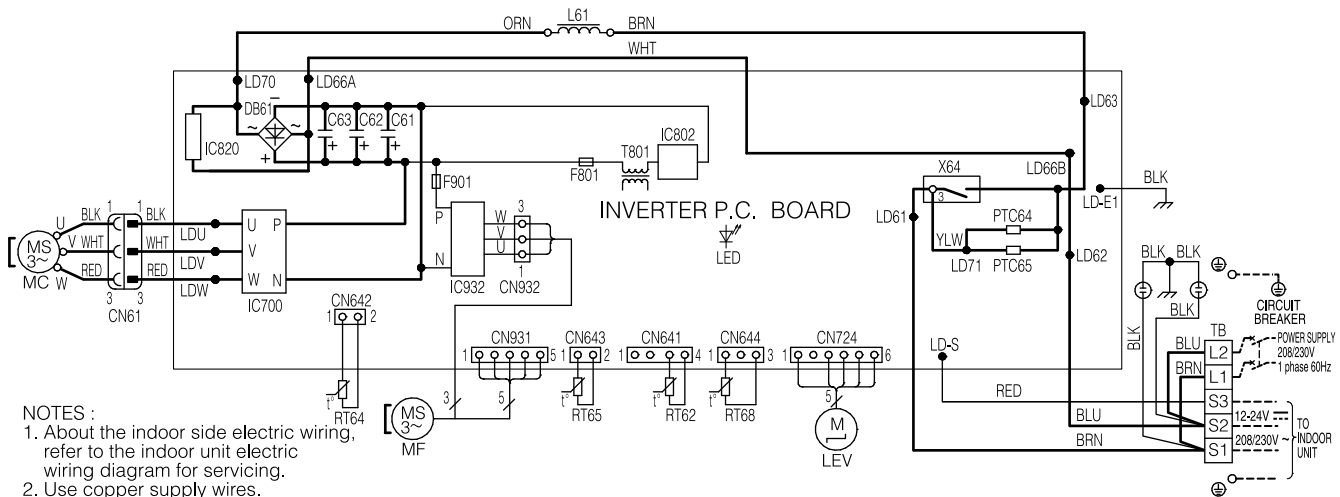 ORN L61 BRN
WHT
LD70 LD66A
LD63
DB61 −
~ ~
+
IC820
C63 C62 C61
+ + +
IC802
T801
F801
F901
X64
3
LD66B
BLK
LD-E1
LD61
YLW
LD71
PTC64
PTC65
LD62
INVERTER P.C. BOARD
LED
U BLK 1 1 BLK LDU U P
MS 3~ V WHT WHT LDV V
MC W RED 3 3 RED LDW W N
CN61
IC700
P
N
W
V
U
3
1
IC932 CN932
CN642
1 2
t°
RT64
CN931
1 5
3 5
MS
3~
MF
CN643
1 2
t°
RT65
CN641
1 4
t°
RT62
CN644
1 3
t°
RT68
CN724
1 6
5
M
LEV
LD-S
RED
BLU
BRN
BLK BLK
BLK
BLK
CIRCUIT
BREAKER
TB
BLU L2
BRN L1
S3
S2
S1
POWER SUPPLY
208/230V
1 phase 60Hz
12-24V
208/230V ~
TO
INDOOR
UNIT
NOTES :
1. About the indoor side electric wiring,
refer to the indoor unit electric
wiring diagram for servicing.
2. Use copper supply wires.